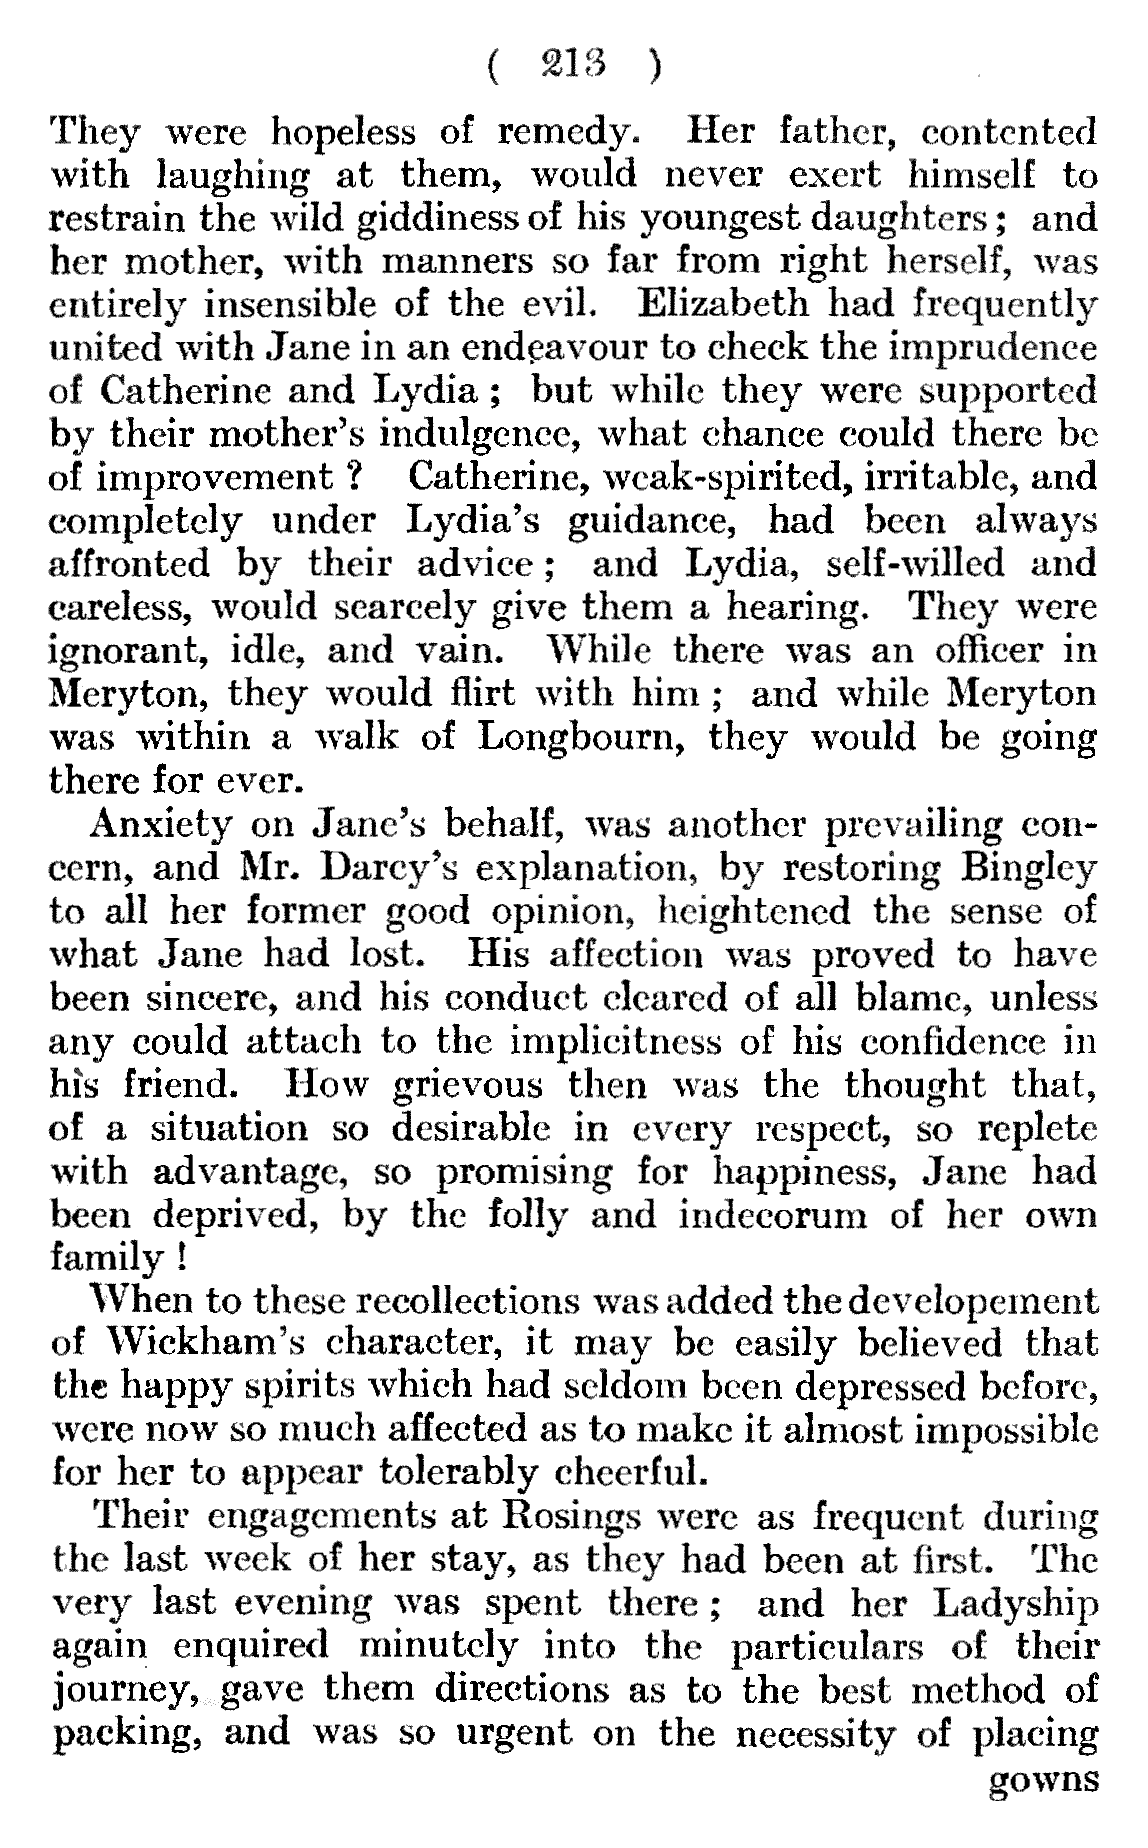 ( 213 )
They were hopeless of remedy. Her father, contented
with laughing at them, would never exert himself to
restrain the wild giddiness of his youngest daughters; and
her mother, with manners so far from right herself, was
entirely insensible of the evil. Elizabeth had frequently
united with Jane in an endeavour to check the imprudence
of Catherine and Lydia; but while they were supported
by their mother's indulgence, what chance could there be
of improvement? Catherine, weak-spirited, irritable, and
completely under Lydia's guidance, had been always
affronted by their advice; and Lydia, self-willed and
careless, would scarcely give them a hearing. They were
ignorant, idle, and vain. While there was an officer in
Meryton, they would flirt with him; and while Meryton
was within a walk of Longbourn, they would be going
there for ever.
Anxiety on Jane's behalf, was another prevailing con-
cern, and Mr. Darcy's explanation, by restoring Bingley
to all her former good opinion, heightened the sense of
what Jane had lost. His affection was proved to have
been sincere, and his conduct cleared of all blame, unless
any could attach to the implicitness of his confidence in
his friend. How grievous then was the thought that,
of a situation so desirable in every respect, so replete
with advantage, so promising for happiness, Jane had
been deprived, by the folly and indecorum of her own
family!
When to these recollections was added the developement
of Wickham's character, it may be easily believed that
the happy spirits which had seldom been depressed before,
were now so much affected as to make it almost impossible
for her to appear tolerably cheerful.
Their engagements at Rosings were as frequent during
the last week of her stay, as they had been at first. The
very last evening was spent there; and her Ladyship
again enquired minutely into the particulars of their
journey, gave them directions as to the best method of
packing, and was so urgent on the necessity of placing
gowns